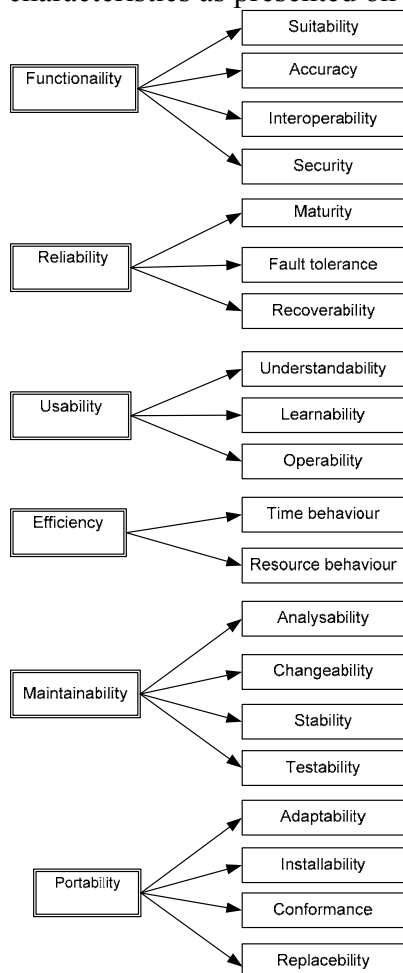 characteristics as presented on
Suitability
Functionaility
Accuracy
Interoperability
Security
Maturity
Reliability
Fault tolerance
Recoverability
Understandability
Usability
Learnability
Operability
Efficiency
Time behaviour
Resource behaviour
Analysability
Changeability
Maintainability
Stability
Testability
Adaptability
Installability
Portability
Conformance
Replacebility